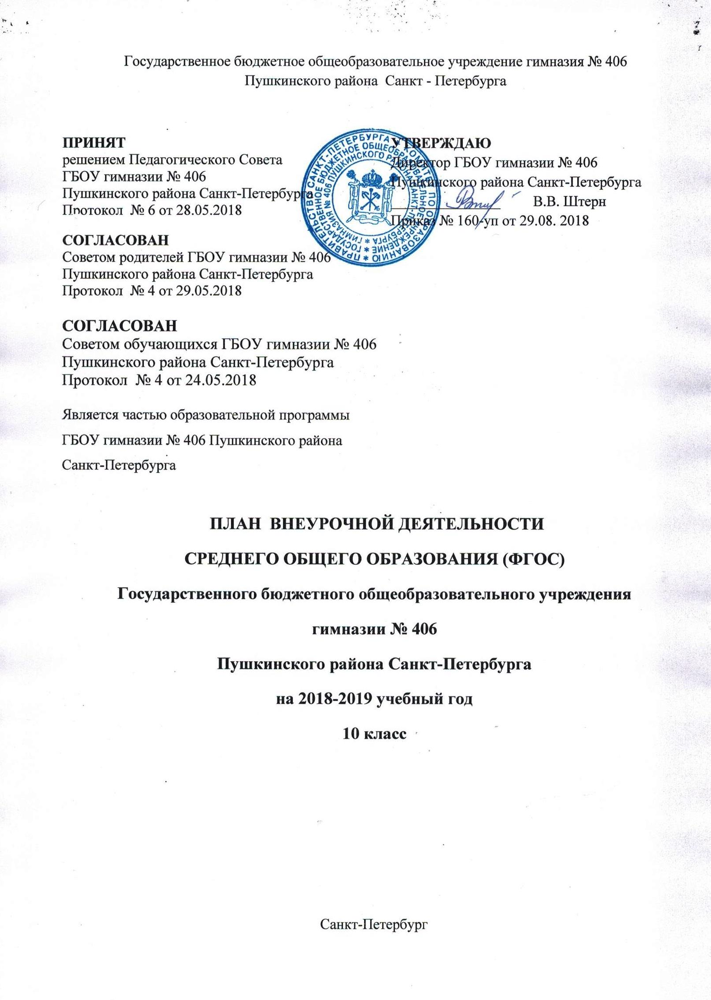 Государственное бюджетное общеобразовательное учреждение гимназия № 406
Пушкинского района  Санкт - Петербурга
ПРИНЯТ
решением Педагогического Совета
ГБОУ гимназии № 406
Пушкинского района Санкт-Петербурга
Протокол  № 6 от 28.05.2018
УТВЕРЖДАЮ
Директор ГБОУ гимназии № 406
Пушкинского района Санкт-Петербурга
В.В. Штерн
Приказ № 160-уп от 29.08. 2018
ПРАВИТЕЛЬСТВО САНКТ-ПЕТЕРБУРГА * КОМИТЕТ ПО ОБРАЗОВАНИЮ *
ГОСУДАРСТВЕННОЕ БЮДЖЕТНОЕ ОБЩЕОБРАЗОВАТЕЛЬНОЕ УЧРЕЖДЕНИЕ *
ГИМНАЗИЯ № 406 ПУШКИНСКОГО РАЙОНА САНКТ-ПЕТЕРБУРГА *
СОГЛАСОВАН
Советом родителей ГБОУ гимназии № 406
Пушкинского района Санкт-Петербурга
Протокол  № 4 от 29.05.2018
СОГЛАСОВАН
Советом обучающихся ГБОУ гимназии № 406
Пушкинского района Санкт-Петербурга
Протокол  № 4 от 24.05.2018
Является частью образовательной программы
ГБОУ гимназии № 406 Пушкинского района
Санкт-Петербурга
ПЛАН  ВНЕУРОЧНОЙ ДЕЯТЕЛЬНОСТИ
СРЕДНЕГО ОБЩЕГО ОБРАЗОВАНИЯ (ФГОС)
Государственного бюджетного общеобразовательного учреждения
гимназии № 406
Пушкинского района Санкт-Петербурга
на 2018-2019 учебный год
10 класс
Санкт-Петербург